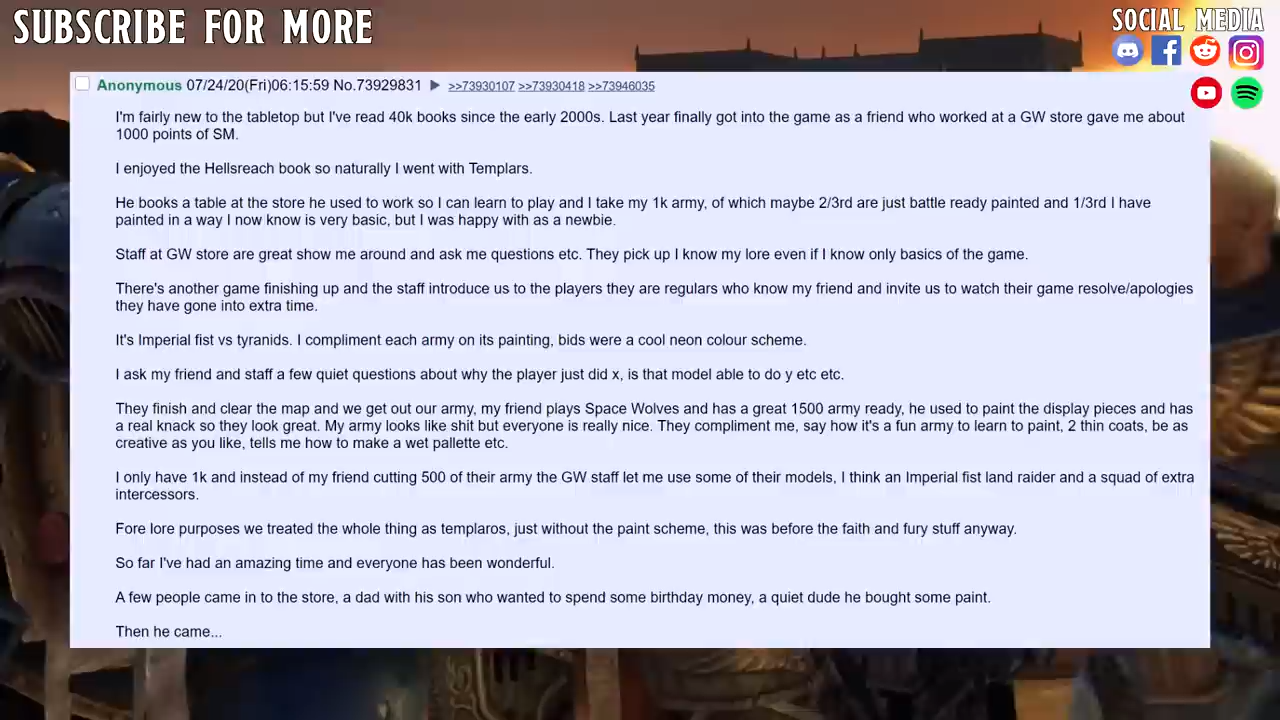 SUBSCRIBE FOR MORE
SOCIAL MEDIA
Anonymous 07/24/20(Fri)06:15:59 No.73929831 ▶ >>73930107 >>73930418 >>73946035
I'm fairly new to the tabletop but I've read 40k books since the early 2000s. Last year finally got into the game as a friend who worked at a GW store gave me about
1000 points of SM.
I enjoyed the Hellsreach book so naturally I went with Templars.
He books a table at the store he used to work so I can learn to play and I take my 1k army, of which maybe 2/3rd are just battle ready painted and 1/3rd I have
painted in a way I now know is very basic, but I was happy with as a newbie.
Staff at GW store are great show me around and ask me questions etc. They pick up I know my lore even if I know only basics of the game.
There's another game finishing up and the staff introduce us to the players they are regulars who know my friend and invite us to watch their game resolve/apologies
they have gone into extra time.
It's Imperial fist vs tyranids. I compliment each army on its painting, bids were a cool neon colour scheme.
I ask my friend and staff a few quiet questions about why the player just did x, is that model able to do y etc etc.
They finish and clear the map and we get out our army, my friend plays Space Wolves and has a great 1500 army ready, he used to paint the display pieces and has
a real knack so they look great. My army looks like shit but everyone is really nice. They compliment me, say how it's a fun army to learn to paint, 2 thin coats, be as
creative as you like, tells me how to make a wet pallette etc.
I only have 1k and instead of my friend cutting 500 of their army the GW staff let me use some of their models, I think an Imperial fist land raider and a squad of extra
intercessors.
Fore lore purposes we treated the whole thing as templaros, just without the paint scheme, this was before the faith and fury stuff anyway.
So far I've had an amazing time and everyone has been wonderful.
A few people came in to the store, a dad with his son who wanted to spend some birthday money, a quiet dude he bought some paint.
Then he came...